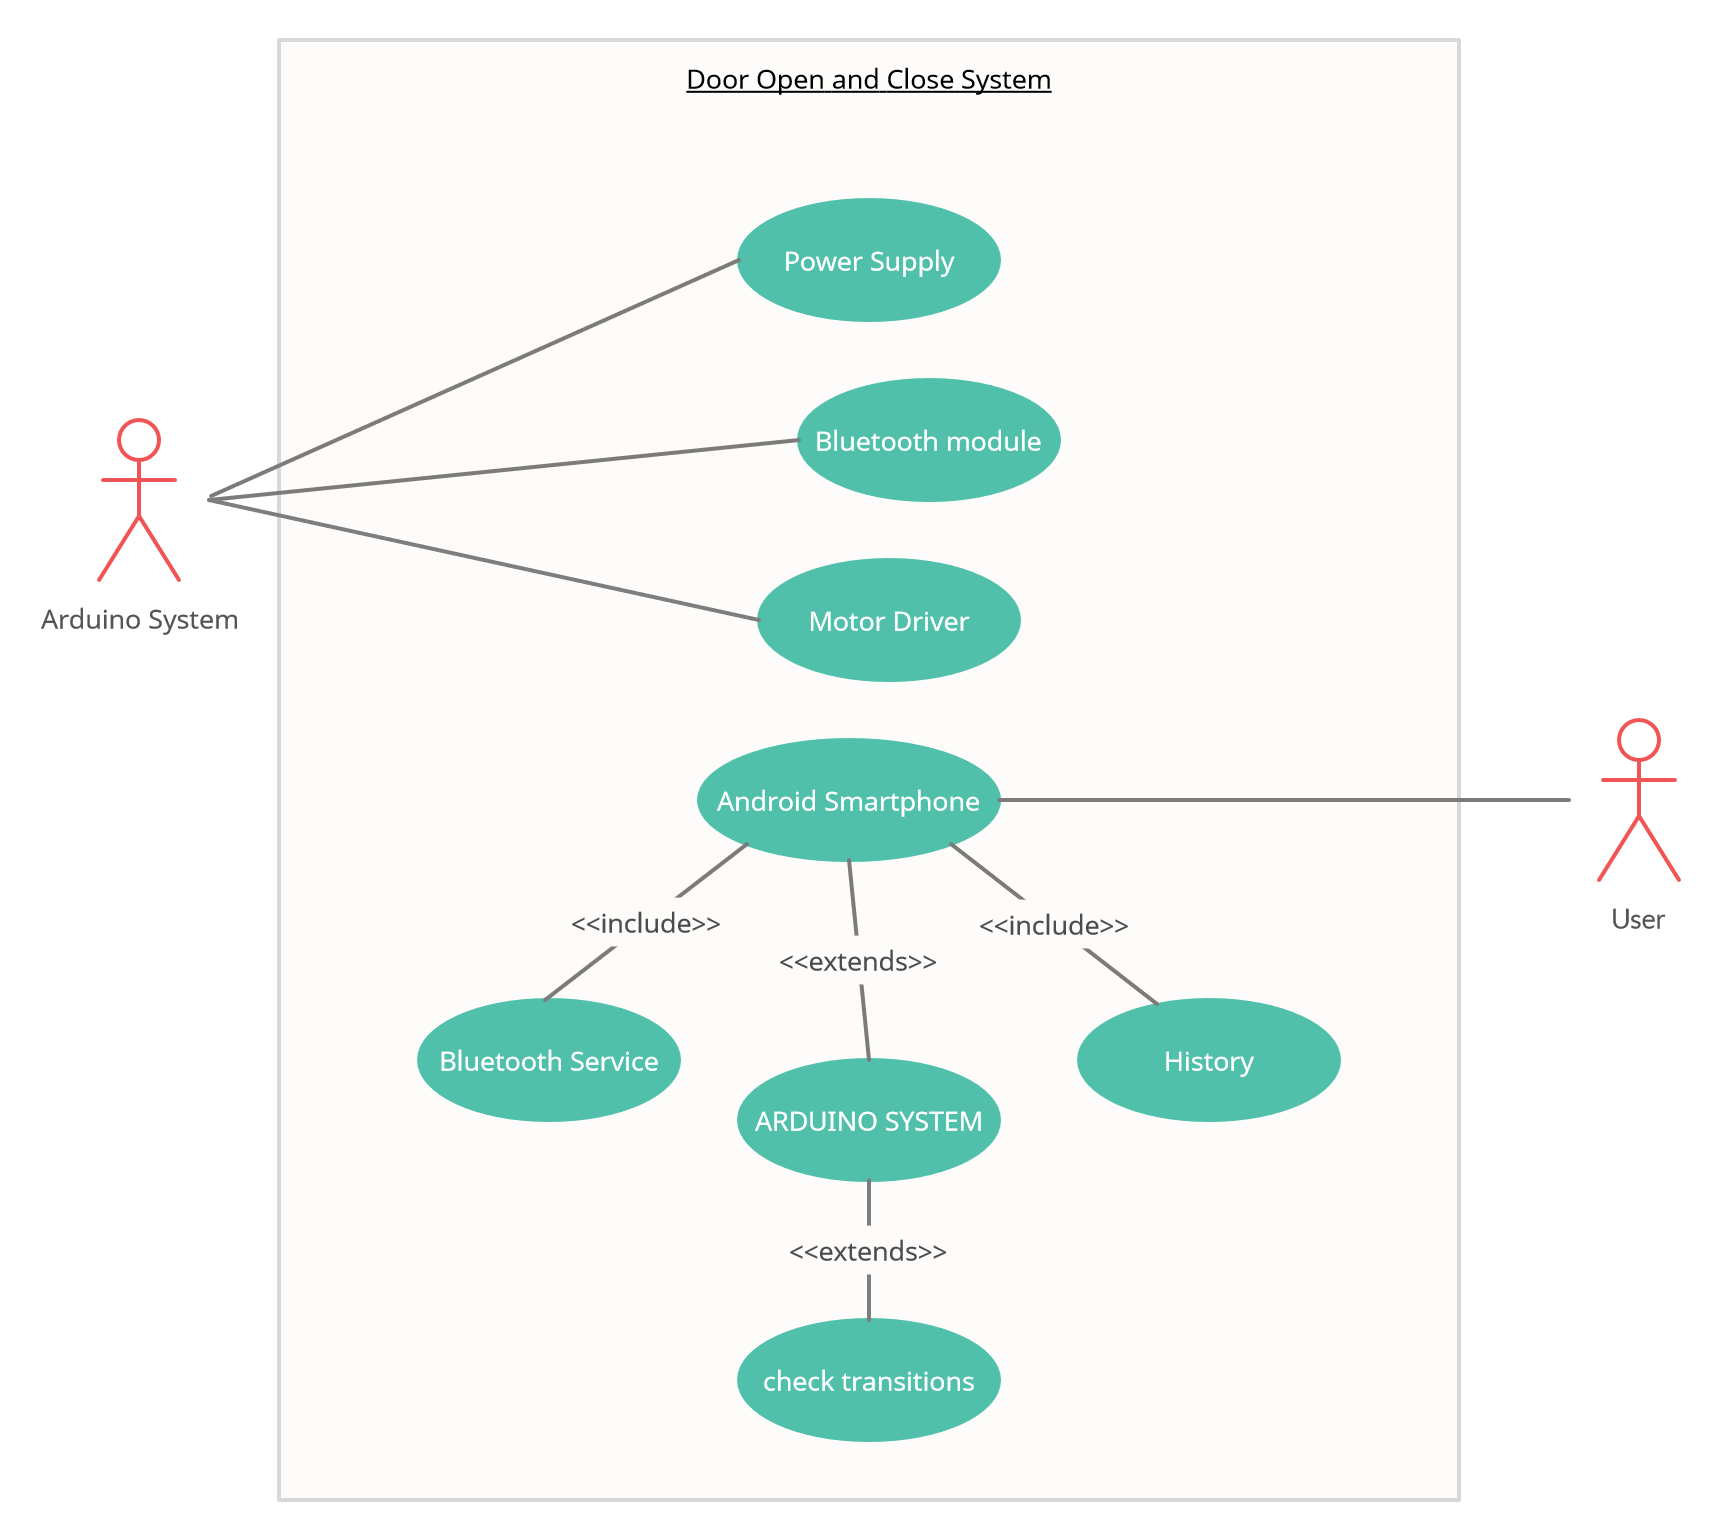 Door Open and Close System
Power Supply
Bluetooth module
Arduino System
Motor Driver
Android Smartphone
User
<<include>>
<<include>>
<<extends>>
Bluetooth Service
History
ARDUINO SYSTEM
<<extends>>
check transitions